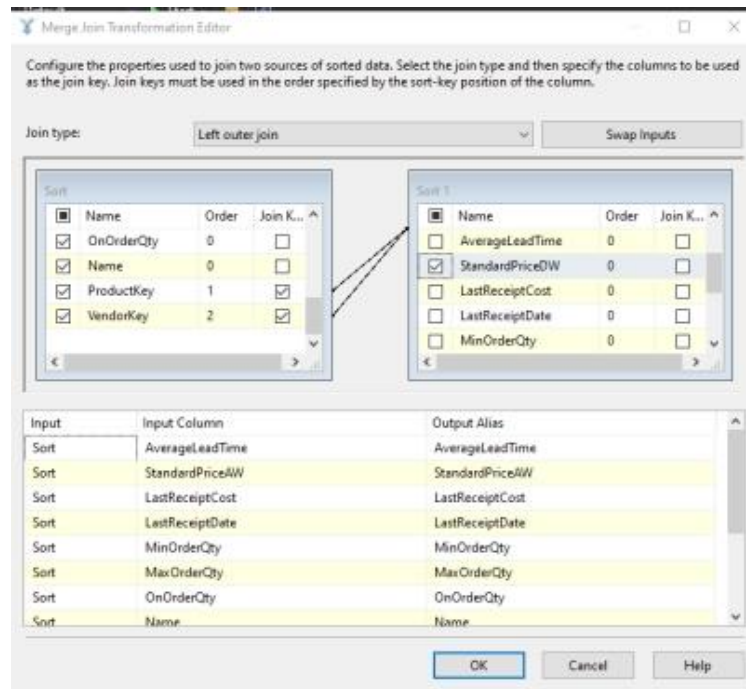 Merge Join Transformation Editor
Configure the properties used to join two sources of sorted data. Select the join type and then specify the columns to be used
as the join key. Join keys must be used in the order specified by the sort-key position of the column.
Join type: Left outer join Swap Inputs
Sort
Name Order Join K...
OnOrderQty 0
Name 0
ProductKey 1
VendorKey 2
Sort 1
Name Order Join K...
AverageLeadTime 0
StandardPriceDW 0
LastReceiptCost 0
LastReceiptDate 0
MinOrderQty 0
Input Input Column Output Alias
Sort AverageLeadTime AverageLeadTime
Sort StandardPriceAW StandardPriceAW
Sort LastReceiptCost LastReceiptCost
Sort LastReceiptDate LastReceiptDate
Sort MinOrderQty MinOrderQty
Sort MaxOrderQty MaxOrderQty
Sort OnOrderQty OnOrderQty
Sort Name Name
OK Cancel Help